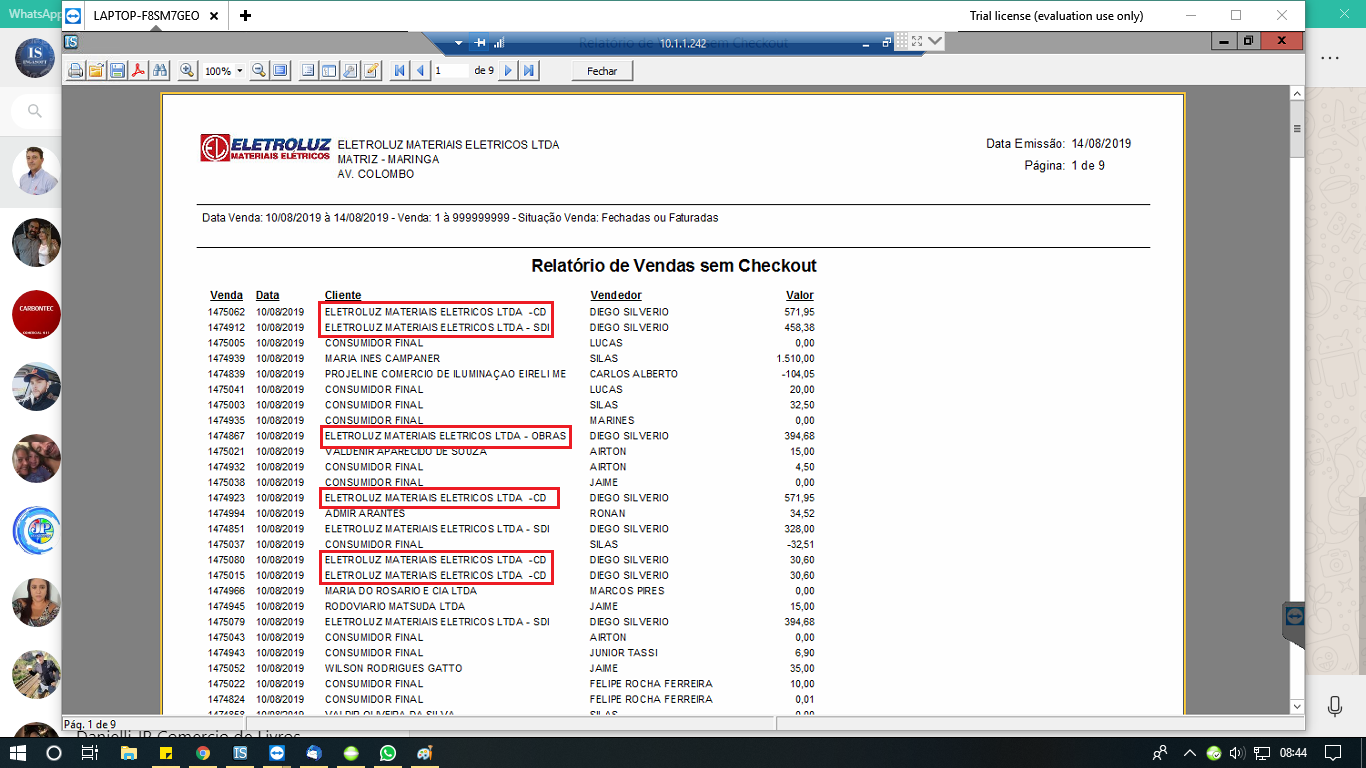 WhatsApp
LAPTOP-F8SM7GEO
Trial license (evaluation use only)
IS
10.1.1.242
100%
1 de 9
Fechar
ELETROLUZ
MATERIAIS ELÉTRICOS
ELETROLUZ MATERIAIS ELETRICOS LTDA
MATRIZ - MARINGA
AV. COLOMBO
Data Emissão: 14/08/2019
Página: 1 de 9
Data Venda: 10/08/2019 à 14/08/2019 - Venda: 1 à 999999999 - Situação Venda: Fechadas ou Faturadas
Relatório de Vendas sem Checkout
Venda Data Cliente Vendedor Valor
1475062 10/08/2019 ELETROLUZ MATERIAIS ELETRICOS LTDA -CD DIEGO SILVERIO 571,95
1474912 10/08/2019 ELETROLUZ MATERIAIS ELETRICOS LTDA - SDI DIEGO SILVERIO 458,38
1475005 10/08/2019 CONSUMIDOR FINAL LUCAS 0,00
1474939 10/08/2019 MARIA INES CAMPANER SILAS 1.510,00
1474839 10/08/2019 PROJELINE COMERCIO DE ILUMINAÇAO EIRELI ME CARLOS ALBERTO -104,05
1475041 10/08/2019 CONSUMIDOR FINAL LUCAS 20,00
1475003 10/08/2019 CONSUMIDOR FINAL SILAS 32,50
1474935 10/08/2019 CONSUMIDOR FINAL MARINES 0,00
1474867 10/08/2019 ELETROLUZ MATERIAIS ELETRICOS LTDA - OBRAS DIEGO SILVERIO 394,68
1475021 10/08/2019 VALDENIR APARECIDO DE SOUZA AIRTON 15,00
1474932 10/08/2019 CONSUMIDOR FINAL AIRTON 4,50
1475038 10/08/2019 CONSUMIDOR FINAL JAIME 0,00
1474923 10/08/2019 ELETROLUZ MATERIAIS ELETRICOS LTDA -CD DIEGO SILVERIO 571,95
1474994 10/08/2019 ADMIR ARANTES RONAN 34,52
1474851 10/08/2019 ELETROLUZ MATERIAIS ELETRICOS LTDA - SDI DIEGO SILVERIO 328,00
1475037 10/08/2019 CONSUMIDOR FINAL SILAS -32,51
1475080 10/08/2019 ELETROLUZ MATERIAIS ELETRICOS LTDA -CD DIEGO SILVERIO 30,60
1475015 10/08/2019 ELETROLUZ MATERIAIS ELETRICOS LTDA -CD DIEGO SILVERIO 30,60
1474966 10/08/2019 MARIA DO ROSARIO E CIA LTDA MARCOS PIRES 0,00
1474945 10/08/2019 RODOVIARIO MATSUDA LTDA JAIME 15,00
1475079 10/08/2019 ELETROLUZ MATERIAIS ELETRICOS LTDA - SDI DIEGO SILVERIO 394,68
1475043 10/08/2019 CONSUMIDOR FINAL AIRTON 0,00
1474943 10/08/2019 CONSUMIDOR FINAL JUNIOR TASSI 6,90
1475052 10/08/2019 WILSON RODRIGUES GATTO JAIME 35,00
1475022 10/08/2019 CONSUMIDOR FINAL FELIPE ROCHA FERREIRA 10,00
1474824 10/08/2019 CONSUMIDOR FINAL FELIPE ROCHA FERREIRA 0,01
1474858 10/08/2019 VALDIR OLIVEIRA DA SILVA SILAS 0,00
Pág. 1 de 9
IS
CARBONTEC
JP
Danielli JP Comercio de Livros
IS
08:44